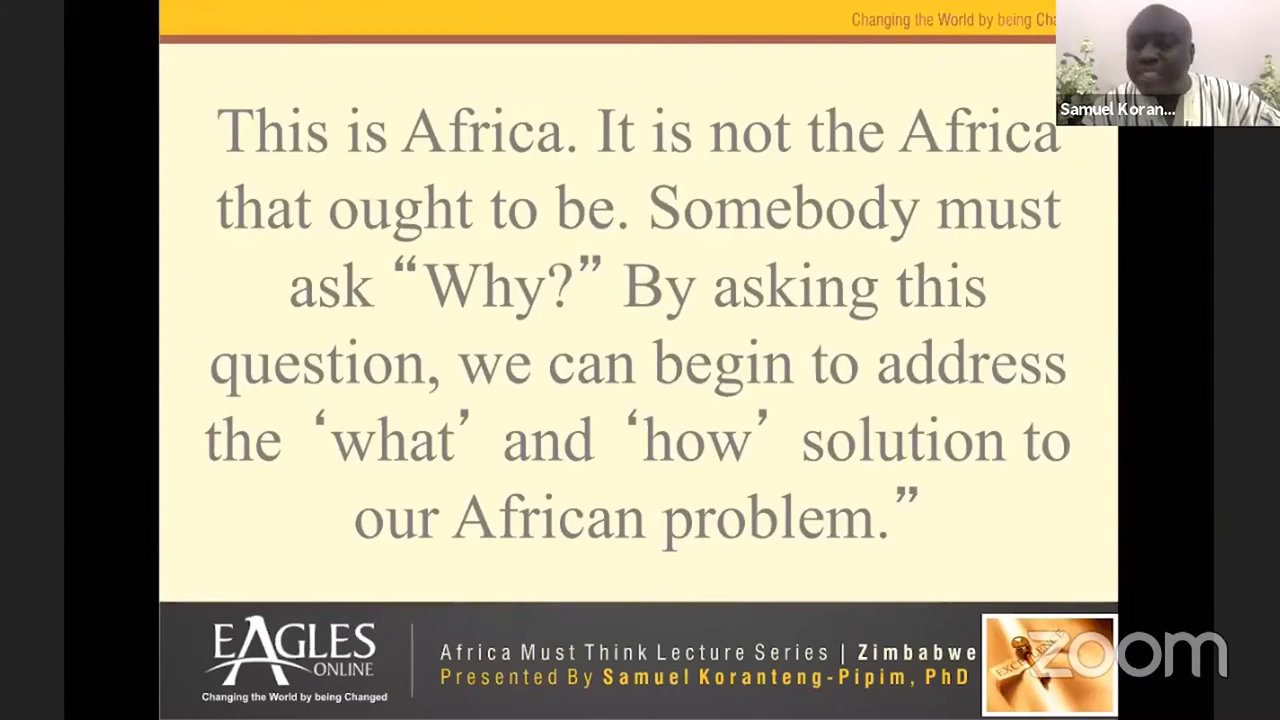 Changing the World by being Cha
Samuel Koran...
This is Africa. It is not the Africa
that ought to be. Somebody must
ask “Why?” By asking this
question, we can begin to address
the ‘what’ and ‘how’ solution to
our African problem.”
EAGLES
ONLINE
Changing the World by being Changed
Africa Must Think Lecture Series | Zimbabwe
Presented By Samuel Koranteng-Pipim, PhD
EXCELLENCE
zoom